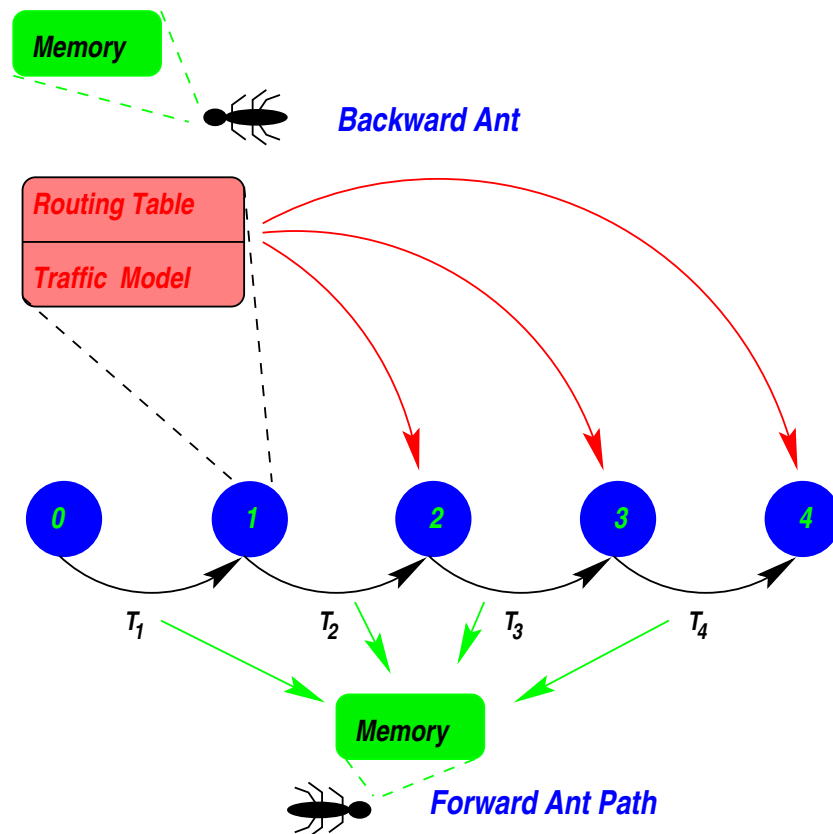 Memory
Backward Ant
Routing Table
Traffic Model
0 1 2 3 4
T1 T2 T3 T4
Memory
Forward Ant Path